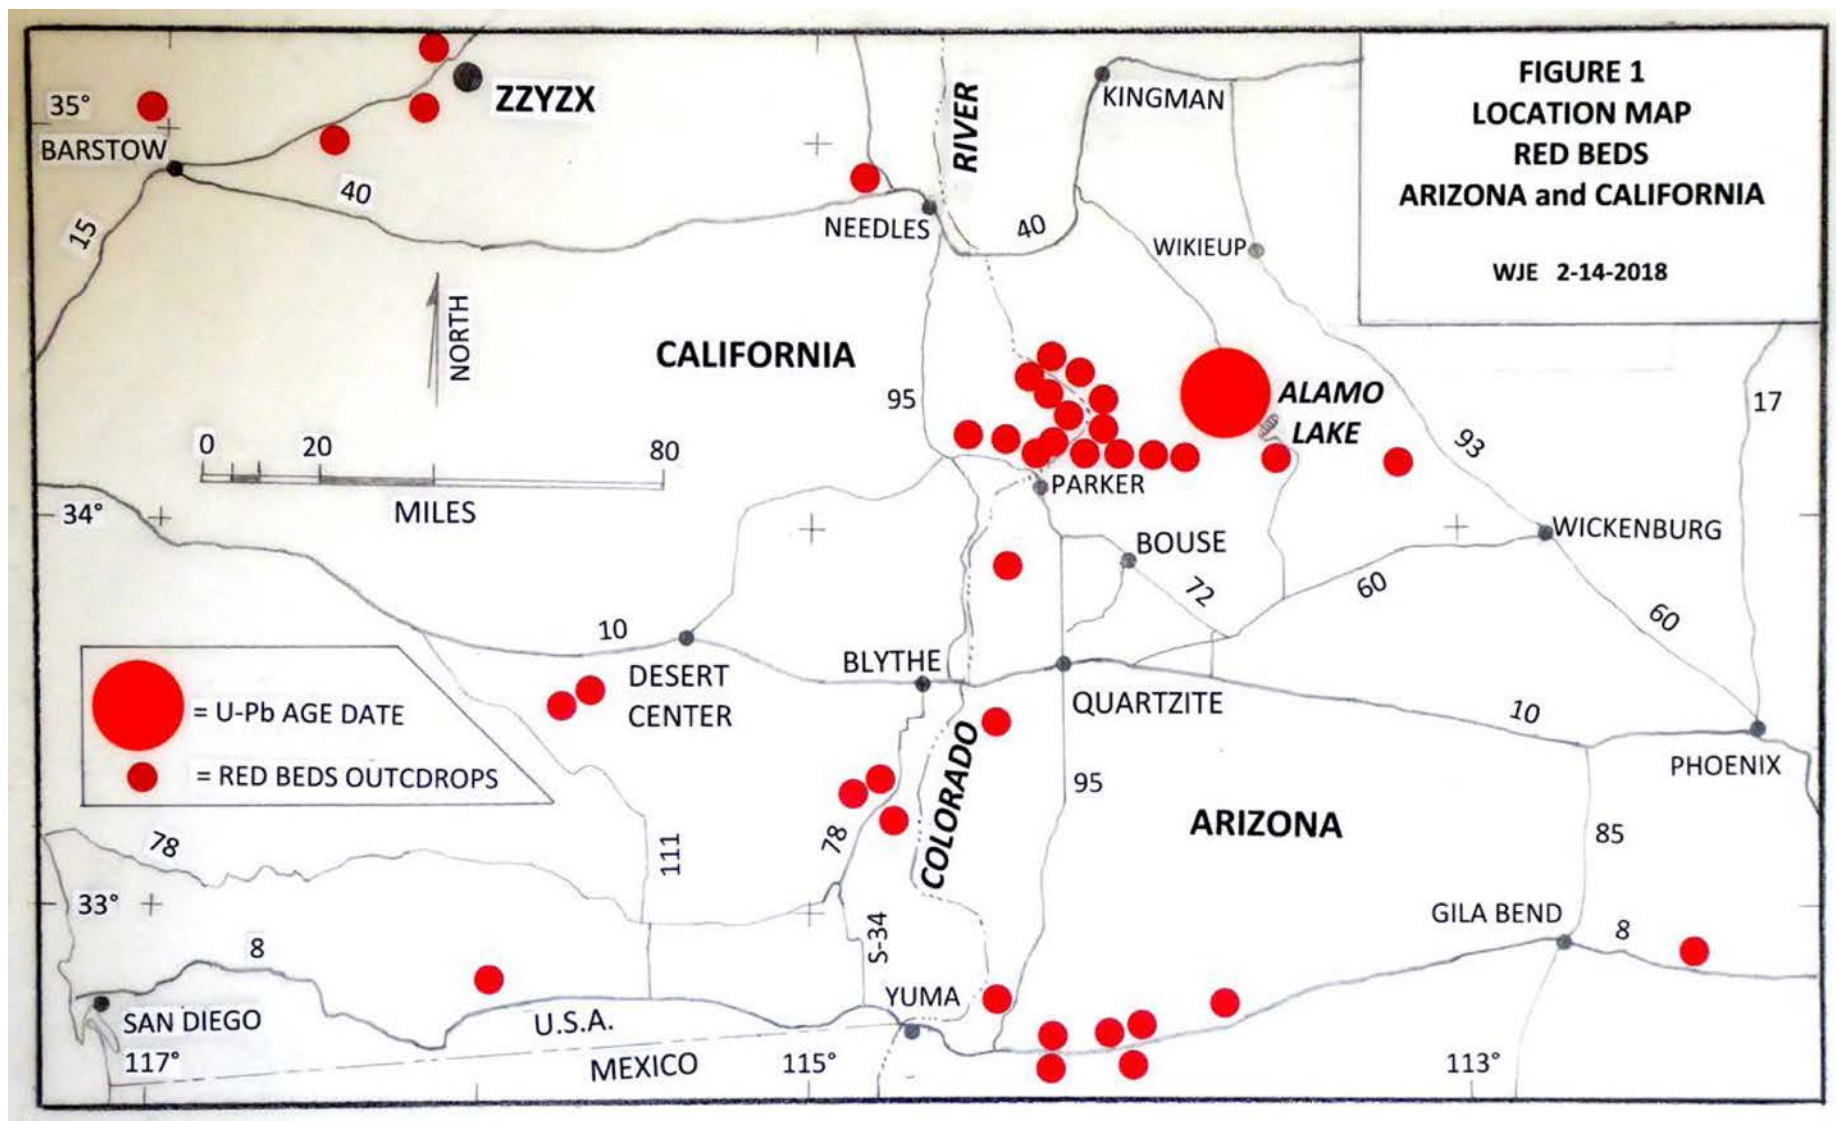 FIGURE 1
LOCATION MAP
RED BEDS
ARIZONA and CALIFORNIA
WJE 2-14-2018
35°
ZZYZX
BARSTOW
15
40
RIVER
KINGMAN
NEEDLES
40
WIKIEUP
NORTH
CALIFORNIA
95
ALAMO
LAKE
93
17
0 20 80
MILES
34°
PARKER
BOUSE
72
60
WICKENBURG
60
10
DESERT
CENTER
BLYTHE
QUARTZITE
10
PHOENIX
= U-Pb AGE DATE
= RED BEDS OUTCDROPS
COLORADO
95
ARIZONA
85
78
111
78
33°
8
S-34
GILA BEND
8
YUMA
SAN DIEGO
U.S.A.
MEXICO
117°
115°
113°